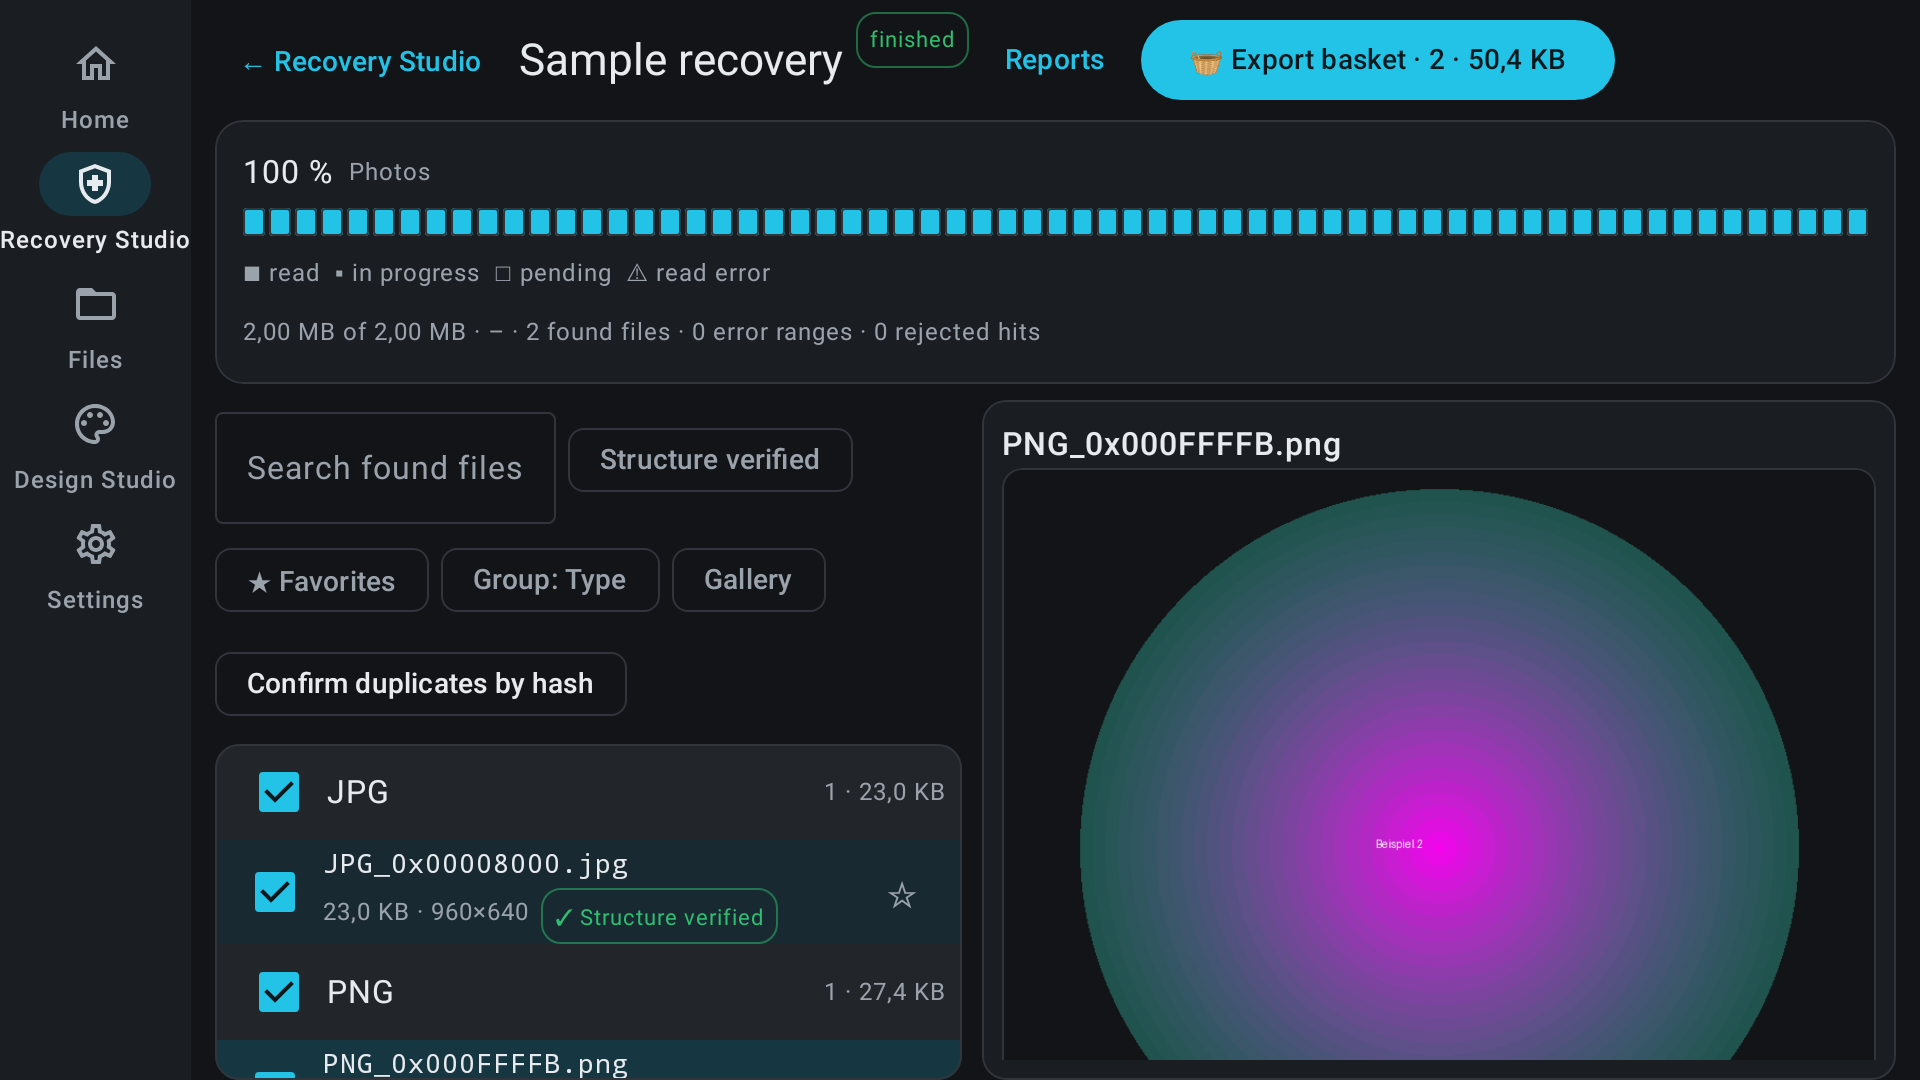 Home
Recovery Studio
Files
Design Studio
Settings
← Recovery Studio
Sample recovery
finished
Reports
Export basket · 2 · 50,4 KB
100 % Photos
■ read ▪ in progress □ pending ⚠ read error
2,00 MB of 2,00 MB · – · 2 found files · 0 error ranges · 0 rejected hits
Search found files
Structure verified
★ Favorites
Group: Type
Gallery
Confirm duplicates by hash
JPG
1 · 23,0 KB
JPG_0x00008000.jpg
23,0 KB · 960×640
✓ Structure verified
☆
PNG
1 · 27,4 KB
PNG_0x000FFFFB.png
PNG_0x000FFFFB.png
Beispiel 2